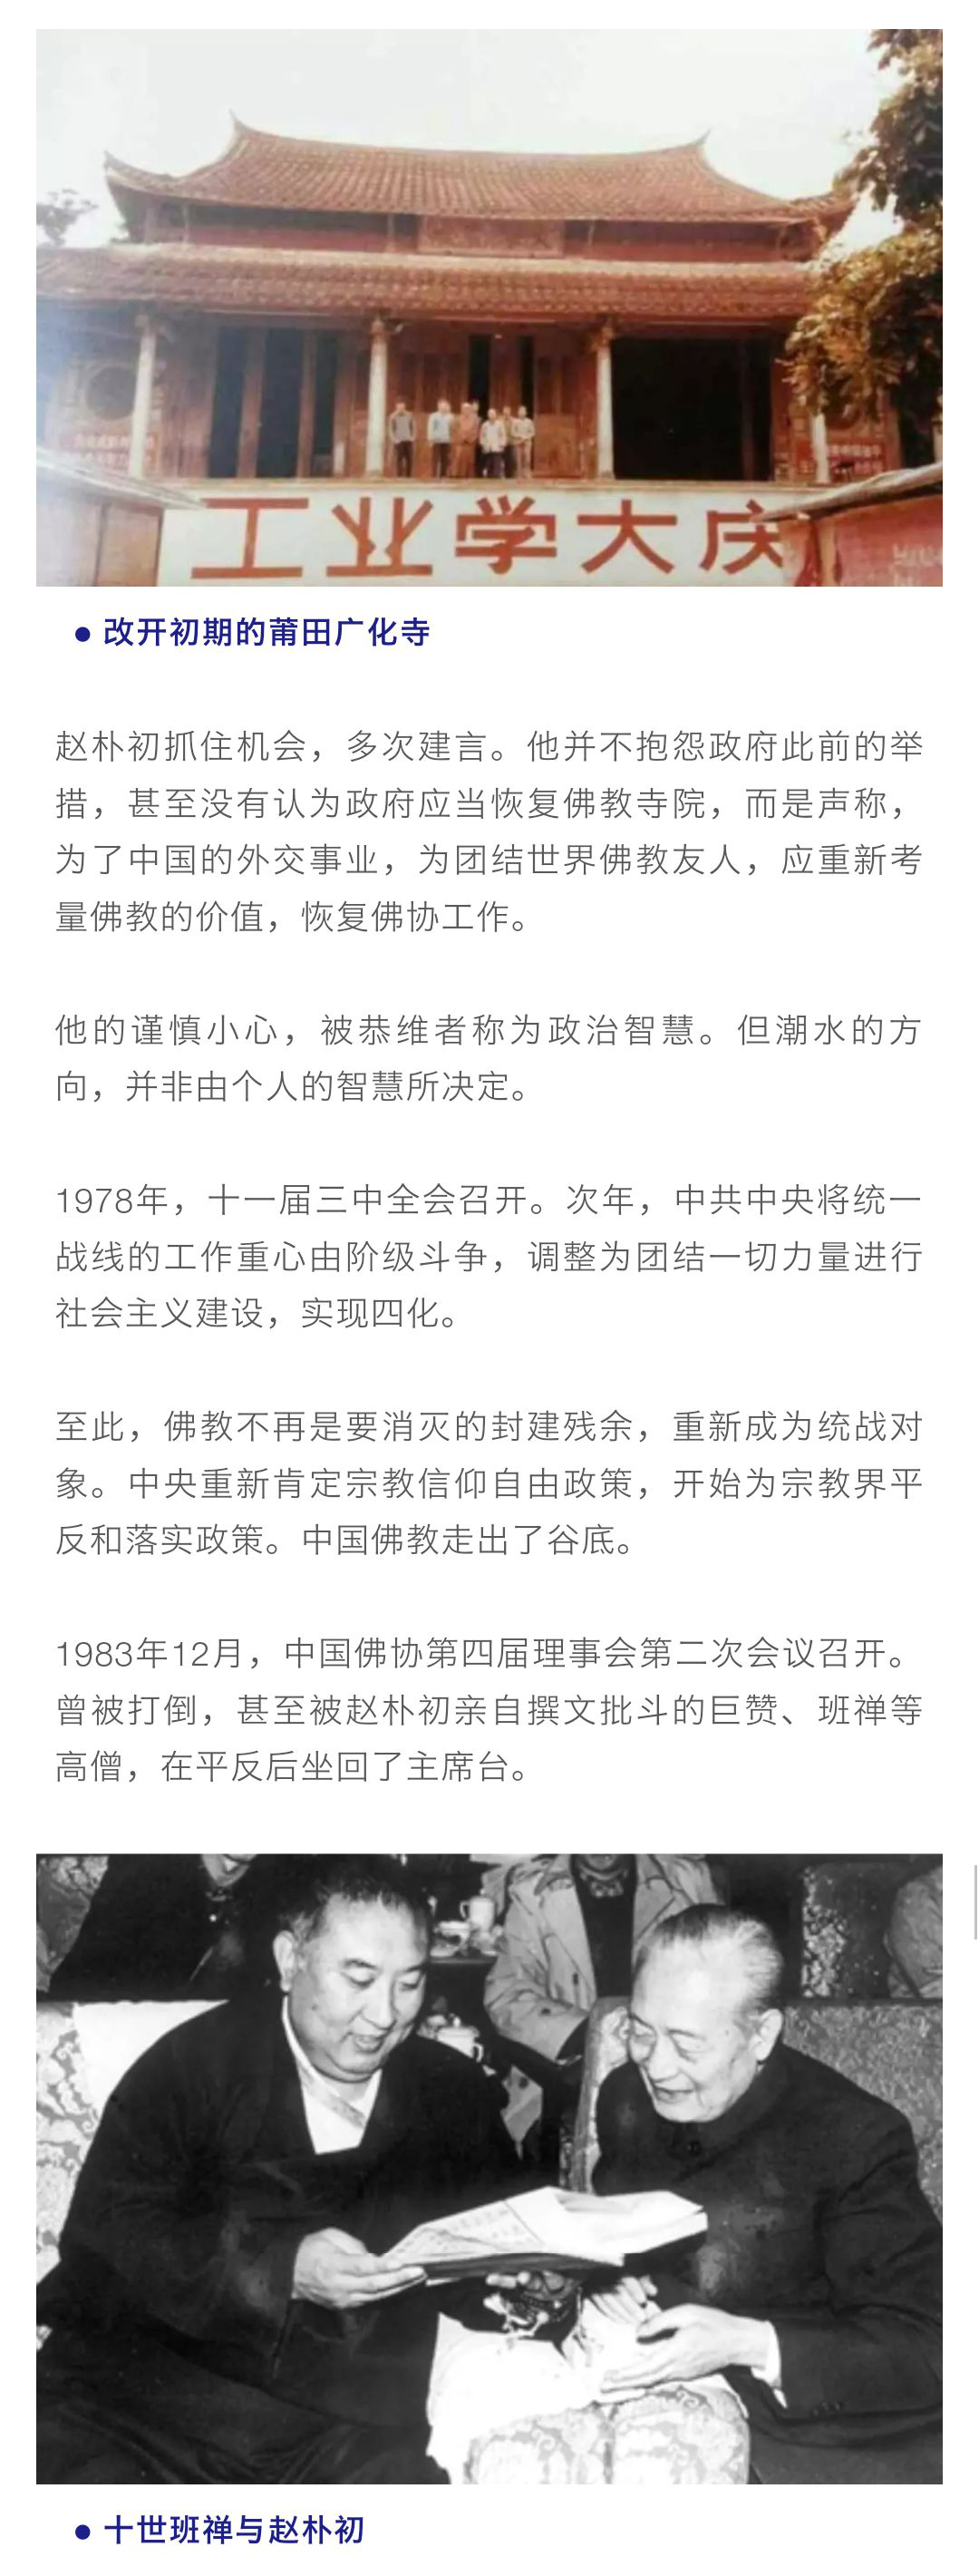 工业学大庆
● 改开初期的莆田广化寺
赵朴初抓住机会，多次建言。他并不抱怨政府此前的举
措，甚至没有认为政府应当恢复佛教寺院，而是声称，
为了中国的外交事业，为团结世界佛教友人，应重新考
量佛教的价值，恢复佛协工作。
他的谨慎小心，被恭维者称为政治智慧。但潮水的方
向，并非由个人的智慧所决定。
1978年，十一届三中全会召开。次年，中共中央将统一
战线的工作重心由阶级斗争，调整为团结一切力量进行
社会主义建设，实现四化。
至此，佛教不再是要消灭的封建残余，重新成为统战对
象。中央重新肯定宗教信仰自由政策，开始为宗教界平
反和落实政策。中国佛教走出了谷底。
1983年12月，中国佛协第四届理事会第二次会议召开。
曾被打倒，甚至被赵朴初亲自撰文批斗的巨赞、班禅等
高僧，在平反后坐回了主席台。
● 十世班禅与赵朴初